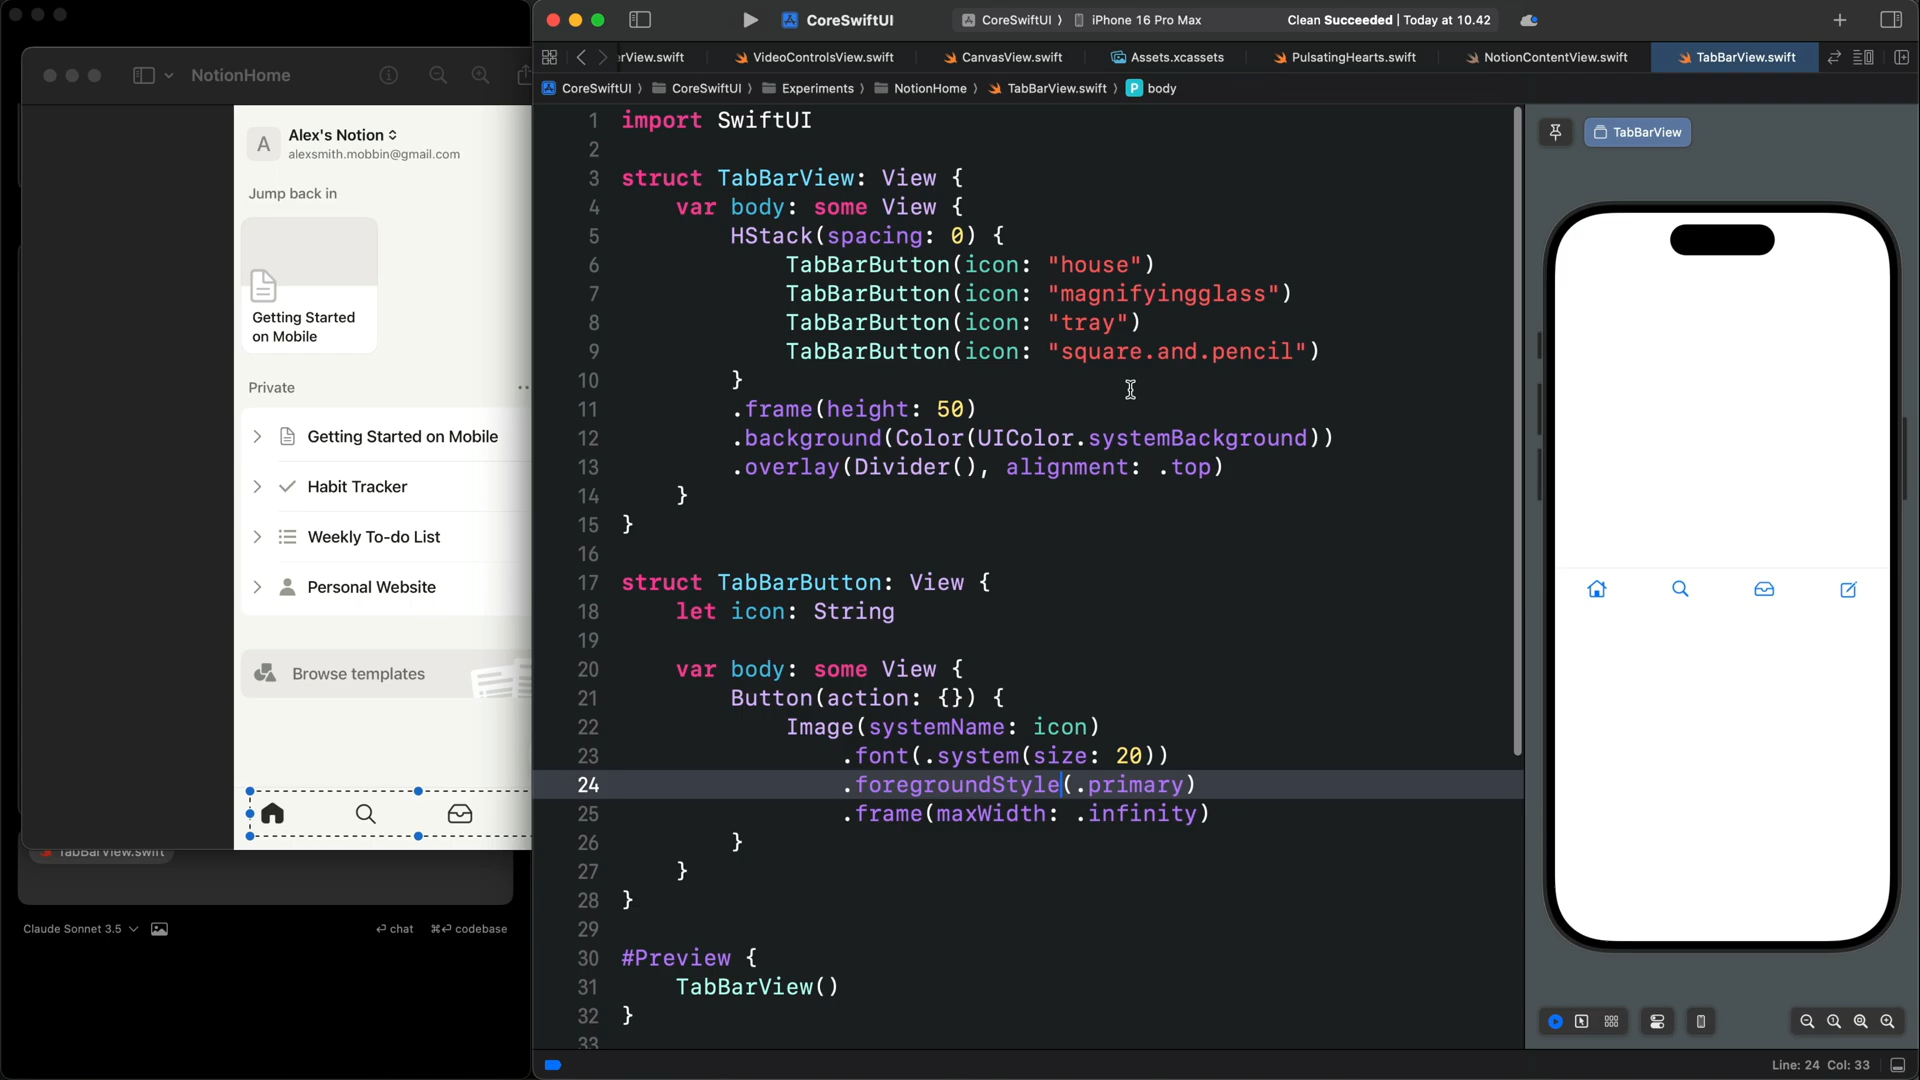 CoreSwiftUI
CoreSwiftUI ⟩ iPhone 16 Pro Max
Clean Succeeded | Today at 10.42
erView.swift
VideoControlsView.swift
CanvasView.swift
Assets.xcassets
PulsatingHearts.swift
NotionContentView.swift
TabBarView.swift
CoreSwiftUI ⟩ CoreSwiftUI ⟩ Experiments ⟩ NotionHome ⟩ TabBarView.swift ⟩ P body
NotionHome
A
Alex's Notion
alexsmith.mobbin@gmail.com
Jump back in
Getting Started
on Mobile
Private
Getting Started on Mobile
Habit Tracker
Weekly To-do List
Personal Website
Browse templates
TabBarView.swift
Claude Sonnet 3.5
⏎ chat
⌘⏎ codebase
1 import SwiftUI
2
3 struct TabBarView: View {
4 var body: some View {
5 HStack(spacing: 0) {
6 TabBarButton(icon: "house")
7 TabBarButton(icon: "magnifyingglass")
8 TabBarButton(icon: "tray")
9 TabBarButton(icon: "square.and.pencil")
10 }
11 .frame(height: 50)
12 .background(Color(UIColor.systemBackground))
13 .overlay(Divider(), alignment: .top)
14 }
15 }
16
17 struct TabBarButton: View {
18 let icon: String
19
20 var body: some View {
21 Button(action: {}) {
22 Image(systemName: icon)
23 .font(.system(size: 20))
24 .foregroundStyle(.primary)
25 .frame(maxWidth: .infinity)
26 }
27 }
28 }
29
30 #Preview {
31 TabBarView()
32 }
33
TabBarView
Line: 24 Col: 33